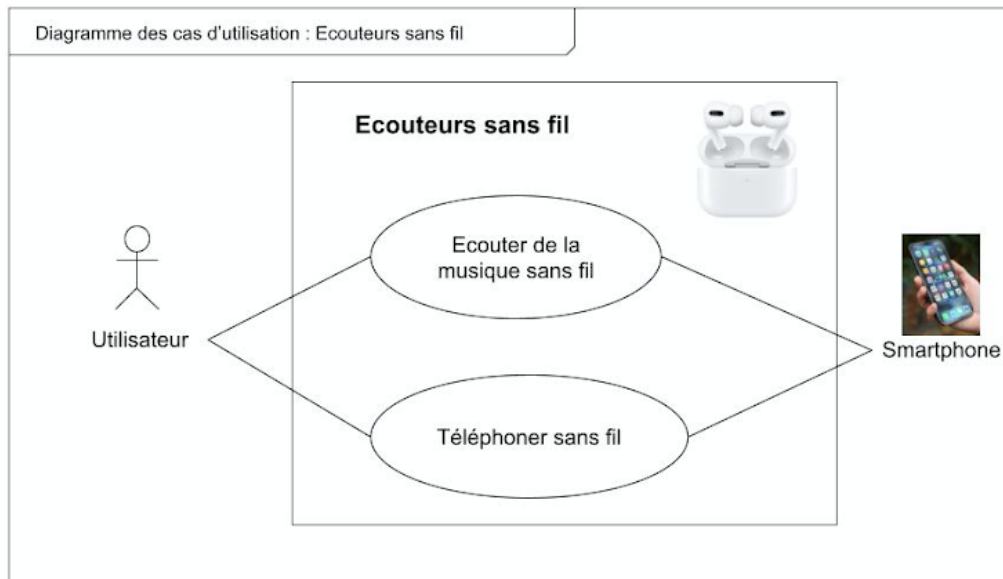 Diagramme des cas d'utilisation : Ecouteurs sans fil
Ecouteurs sans fil
Ecouter de la
musique sans fil
Utilisateur
Smartphone
Téléphoner sans fil